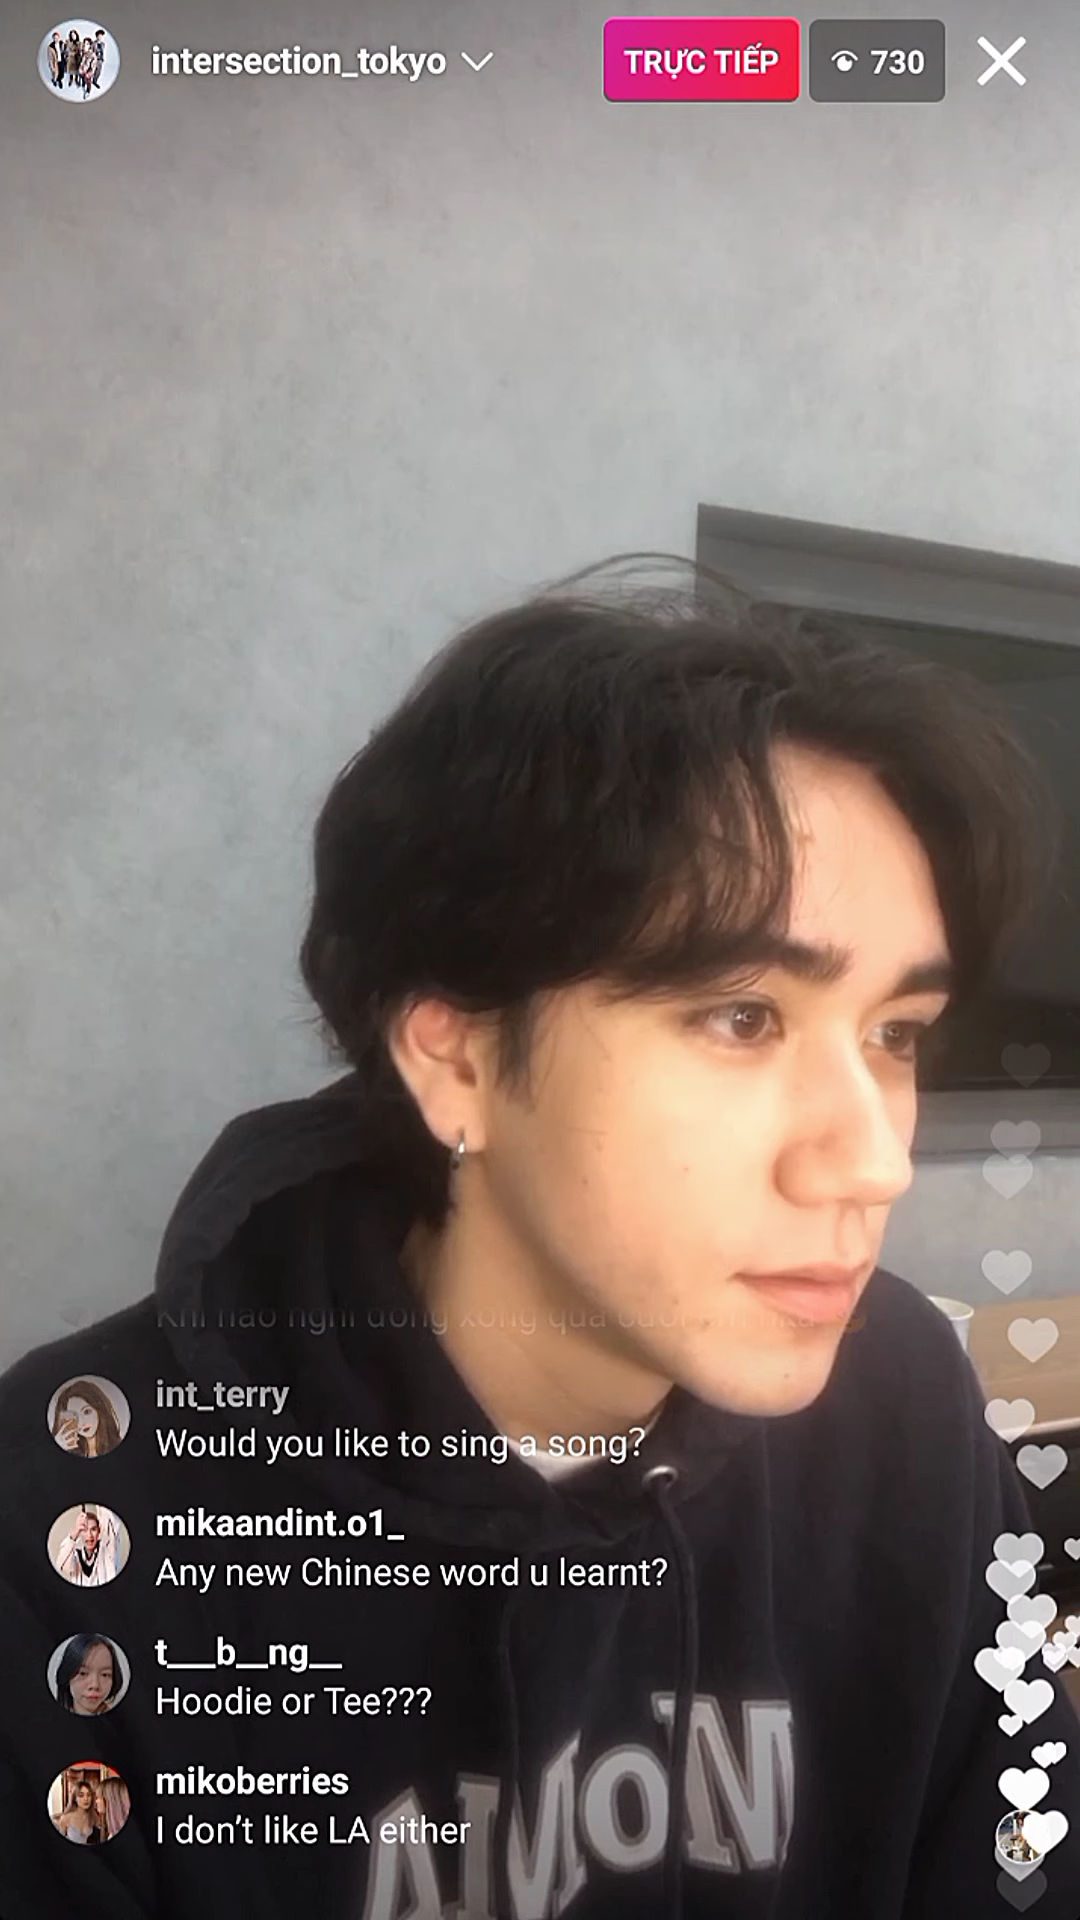 intersection_tokyo
TRỰC TIẾP
730
int_terry
Would you like to sing a song?
mikaandint.o1_
Any new Chinese word u learnt?
t___b__ng__
Hoodie or Tee???
mikoberries
I don’t like LA either